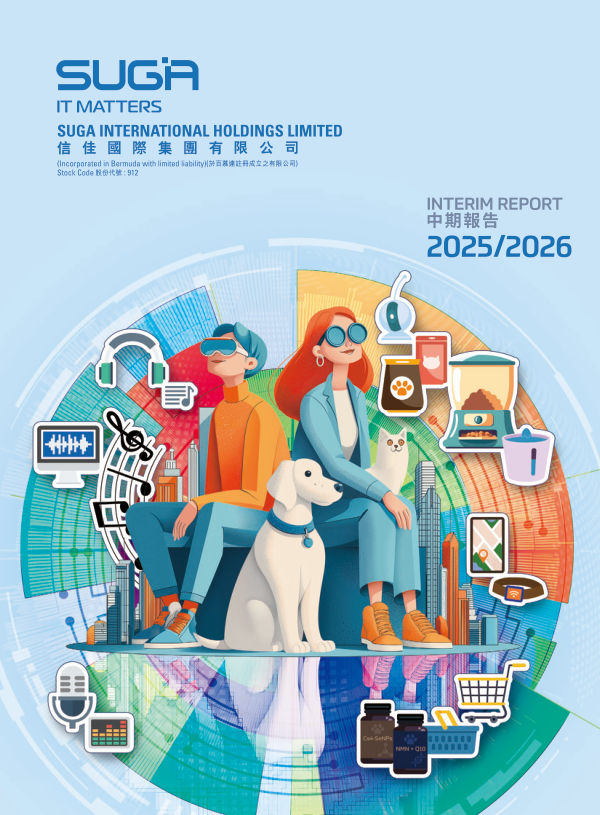 SUGA
IT MATTERS
SUGA INTERNATIONAL HOLDINGS LIMITED
信佳國際集團有限公司
(Incorporated in Bermuda with limited liability)(於百慕達註冊成立之有限公司)
Stock Code 股份代號 : 912
INTERIM REPORT
中期報告
2025/2026
NMN + Q10